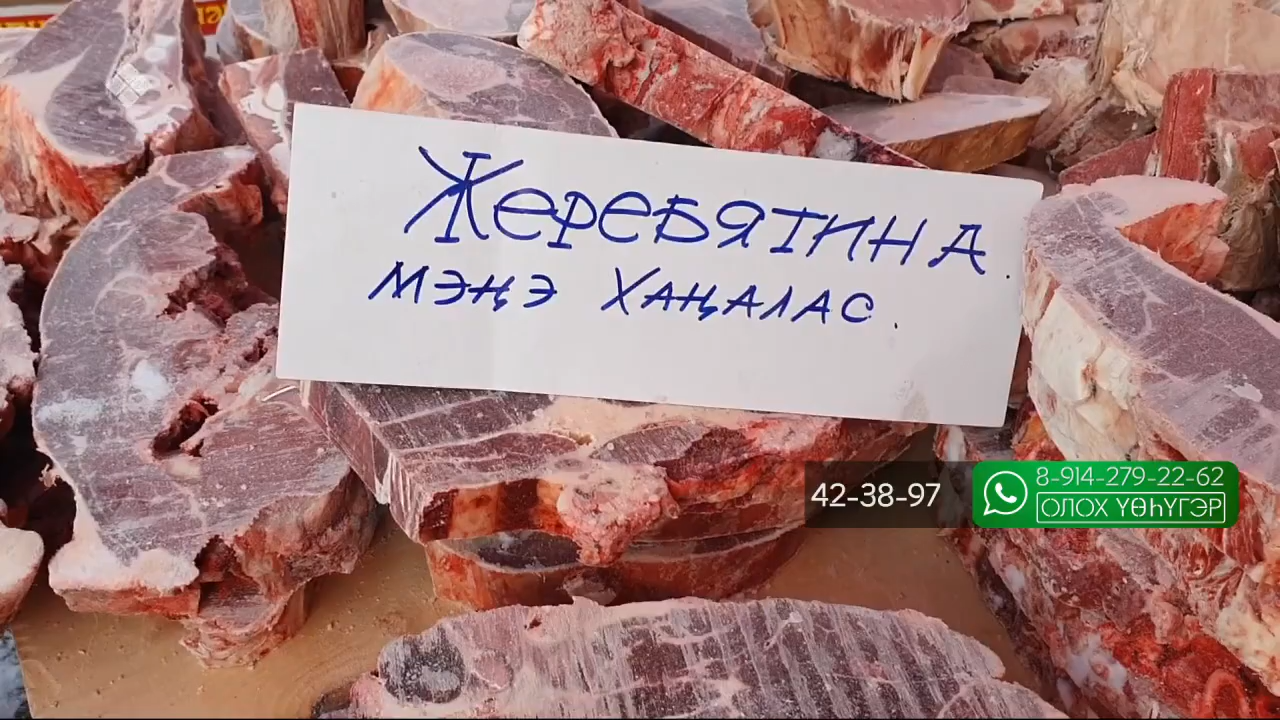 Жеребятина.
Мэҥэ Хаҥалас.
42-38-97
8-914-279-22-62
ОЛОХ ҮӨҺҮГЭР